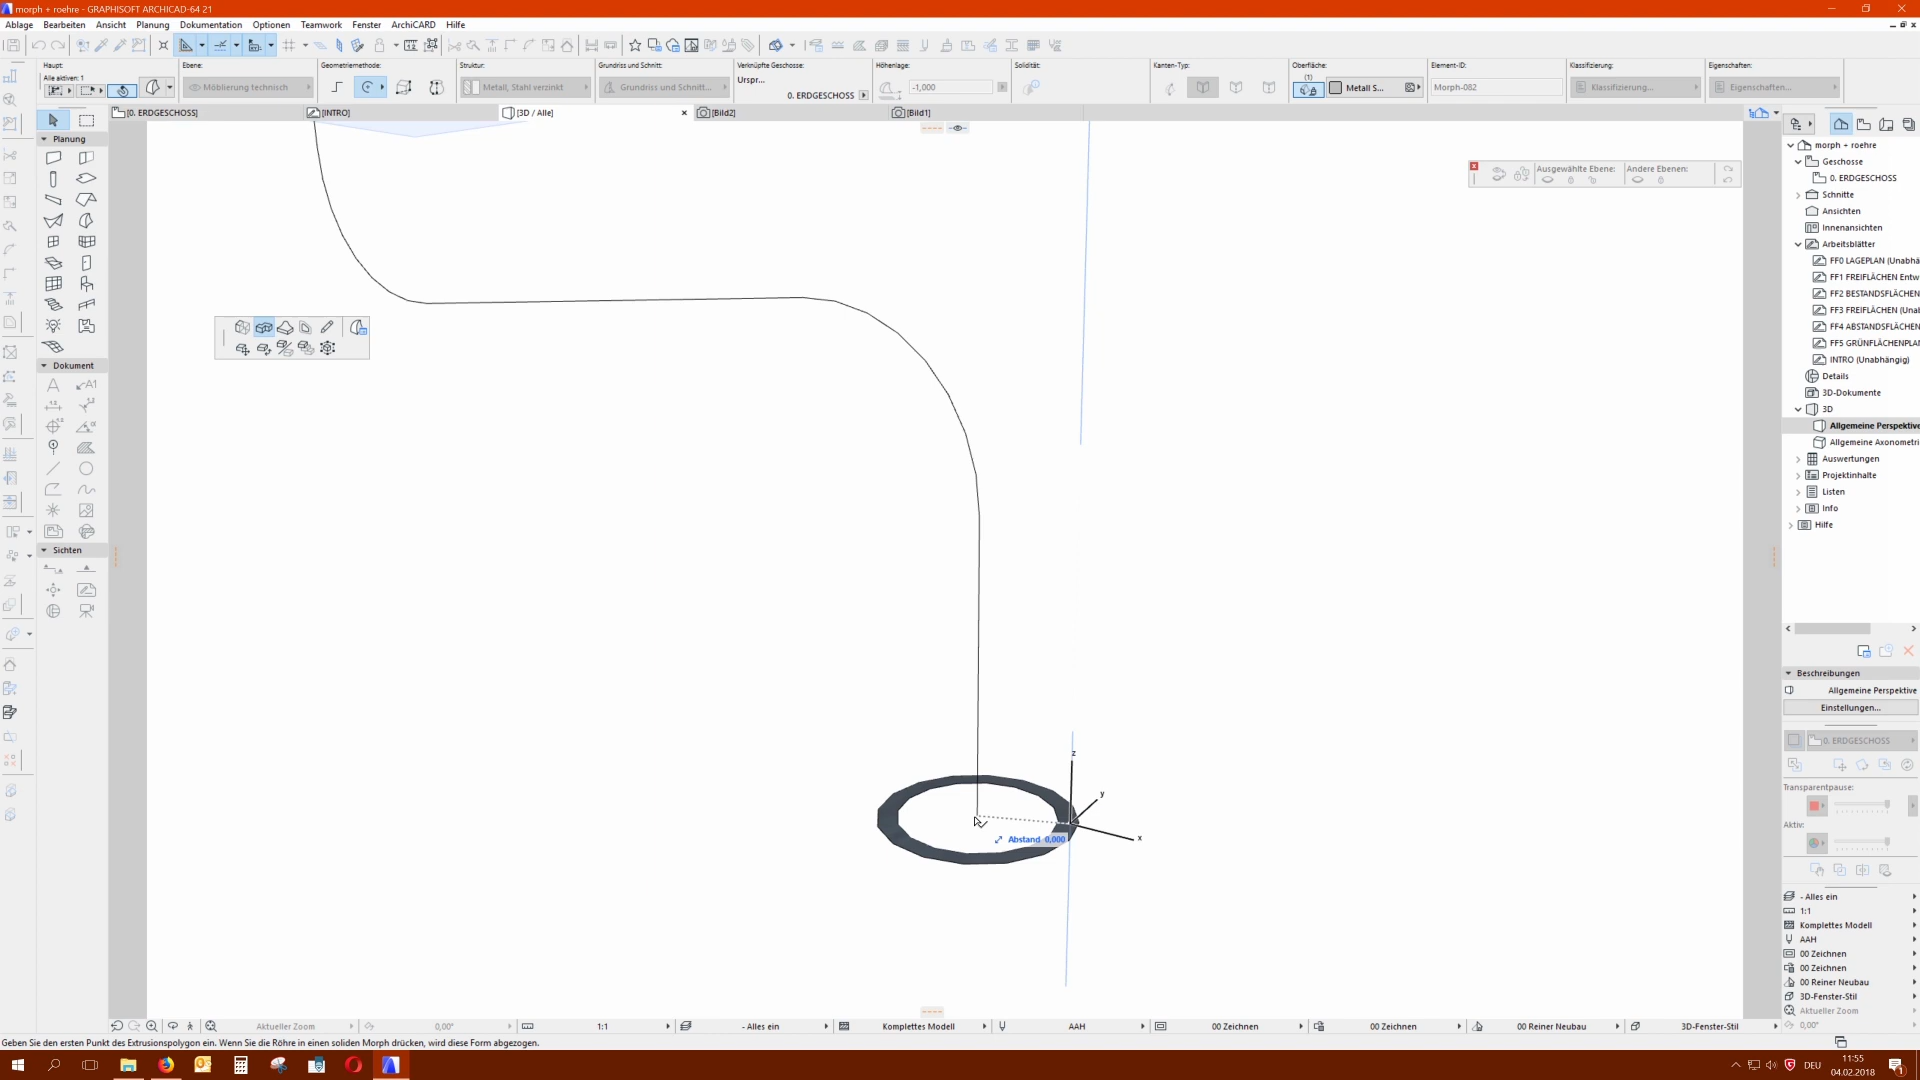 morph + roehre - GRAPHISOFT ARCHICAD-64 21
Ablage Bearbeiten Ansicht Planung Dokumentation Optionen Teamwork Fenster ArchiCARD Hilfe
Haupt: Ebene: Geometriemethode: Struktur: Grundriss und Schnitt: Verknüpfte Geschosse: Höhenlage: Solidität: Kanten-Typ: Oberfläche: Element-ID: Klassifizierung: Eigenschaften:
Alle aktiven: 1
Möblierung technisch
Metall, Stahl verzinkt
Grundriss und Schnitt...
Urspr...
0. ERDGESCHOSS
-1,000
(1)
Metall S...
Morph-082
Klassifizierung...
Eigenschaften...
[0. ERDGESCHOSS]
[INTRO]
[3D / Alle]
[Bild2]
[Bild1]
Planung
Dokument
A A1
Sichten
Ausgewählte Ebene: Andere Ebenen:
z
y
x
Abstand 0,000
morph + roehre
Geschosse
0. ERDGESCHOSS
Schnitte
Ansichten
Innenansichten
Arbeitsblätter
FF0 LAGEPLAN (Unabhä
FF1 FREIFLÄCHEN Entw
FF2 BESTANDSFLÄCHEN
FF3 FREIFLÄCHEN (Unal
FF4 ABSTANDSFLÄCHEN
FF5 GRÜNFLÄCHENPLAN
INTRO (Unabhängig)
Details
3D-Dokumente
3D
Allgemeine Perspektive
Allgemeine Axonometri
Auswertungen
Projektinhalte
Listen
Info
Hilfe
Beschreibungen
Allgemeine Perspektive
Einstellungen...
0. ERDGESCHOSS
Transparentpause:
Aktiv:
- Alles ein
1:1
Komplettes Modell
AAH
00 Zeichnen
00 Zeichnen
00 Reiner Neubau
3D-Fenster-Stil
Aktueller Zoom
0,00°
Aktueller Zoom 0,00° 1:1 - Alles ein Komplettes Modell AAH 00 Zeichnen 00 Zeichnen 00 Reiner Neubau 3D-Fenster-Stil
Geben Sie den ersten Punkt des Extrusionspolygon ein. Wenn Sie die Röhre in einen soliden Morph drücken, wird diese Form abgezogen.
DEU
11:55
04.02.2018